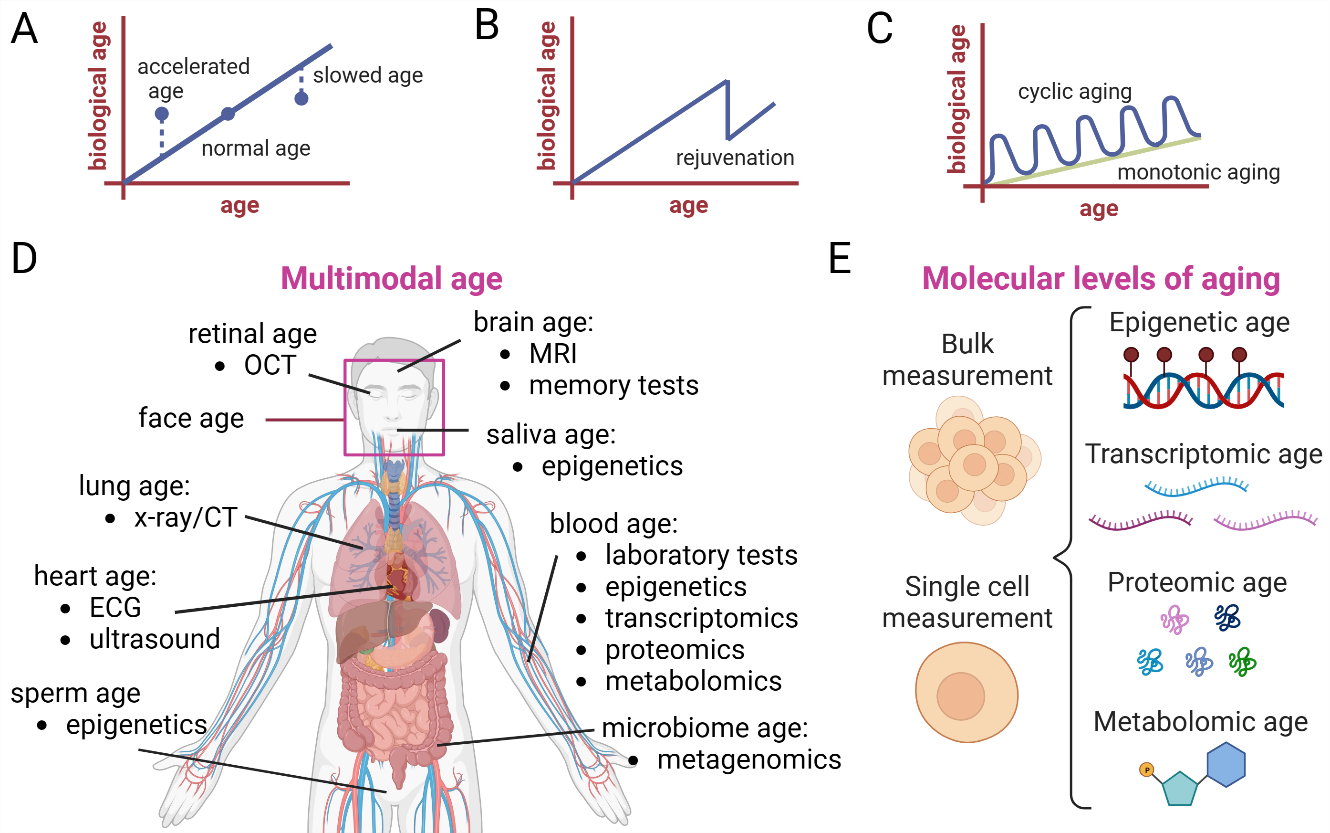 A
biological age
accelerated
age
slowed age
normal age
age
B
biological age
rejuvenation
age
C
biological age
cyclic aging
monotonic aging
age
D
Multimodal age
retinal age
• OCT
face age
lung age:
• x-ray/CT
heart age:
• ECG
• ultrasound
sperm age
• epigenetics
brain age:
• MRI
• memory tests
saliva age:
• epigenetics
blood age:
• laboratory tests
• epigenetics
• transcriptomics
• proteomics
• metabolomics
microbiome age:
• metagenomics
E
Molecular levels of aging
Bulk
measurement
Single cell
measurement
Epigenetic age
Transcriptomic age
Proteomic age
Metabolomic age
P